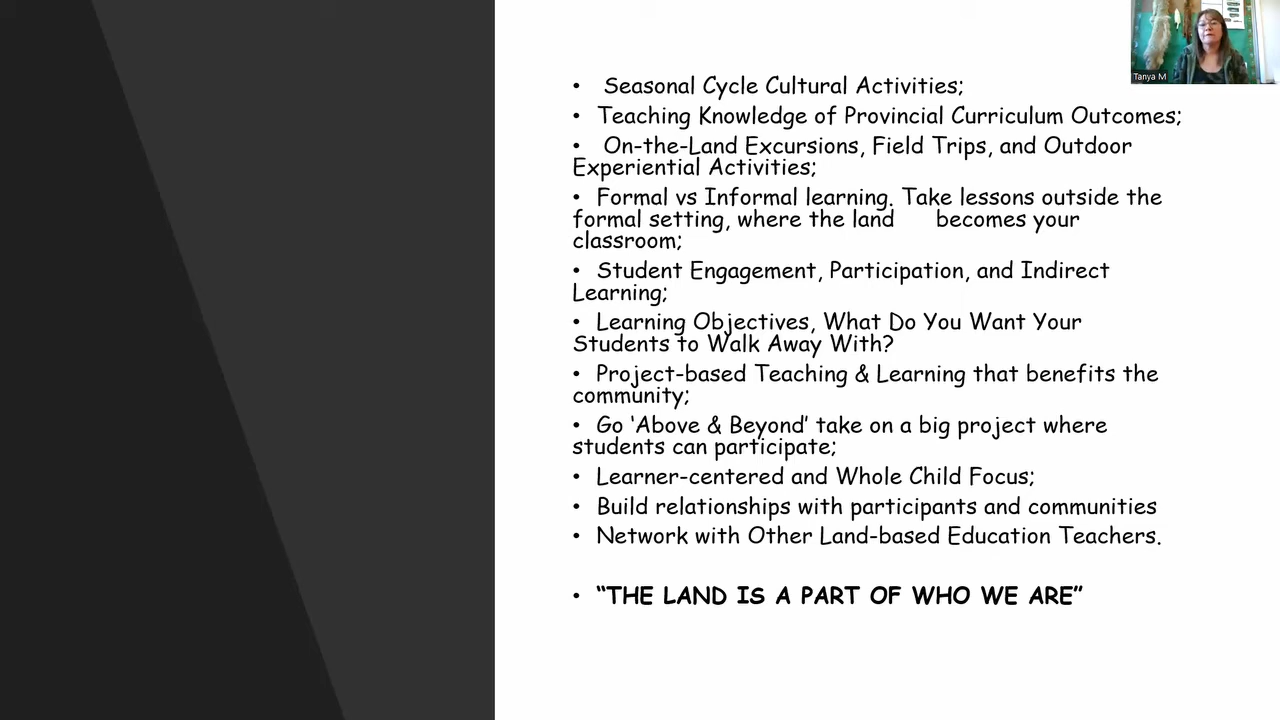 • Seasonal Cycle Cultural Activities;
• Teaching Knowledge of Provincial Curriculum Outcomes;
• On-the-Land Excursions, Field Trips, and Outdoor
Experiential Activities;
• Formal vs Informal learning. Take lessons outside the
formal setting, where the land becomes your
classroom;
• Student Engagement, Participation, and Indirect
Learning;
• Learning Objectives, What Do You Want Your
Students to Walk Away With?
• Project-based Teaching & Learning that benefits the
community;
• Go ‘Above & Beyond’ take on a big project where
students can participate;
• Learner-centered and Whole Child Focus;
• Build relationships with participants and communities
• Network with Other Land-based Education Teachers.
• “THE LAND IS A PART OF WHO WE ARE”
Tanya M